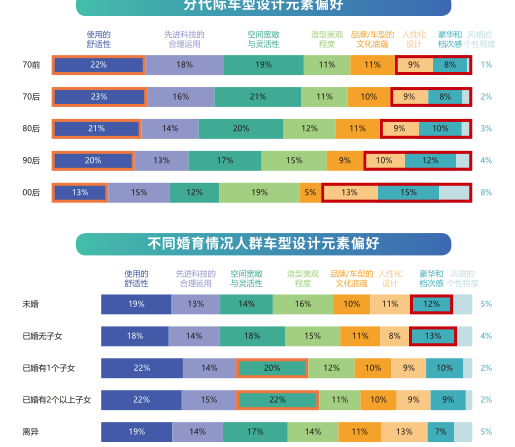 分代际车型设计元素偏好
使用的 先进科技的 空间宽敞 造型美观 品牌/车型的 人性化 豪华和 风格的
舒适性 合理运用 与灵活性 程度 文化底蕴 设计 档次感 个性程度
70前 22% 18% 19% 11% 11% 9% 8% 1%
70后 23% 16% 21% 11% 10% 9% 8% 2%
80后 21% 14% 20% 12% 11% 9% 10% 3%
90后 20% 13% 17% 15% 9% 10% 12% 4%
00后 13% 15% 12% 19% 5% 13% 15% 8%
不同婚育情况人群车型设计元素偏好
使用的 先进科技的 空间宽敞 造型美观 品牌/车型的 人性化 豪华和 风格的
舒适性 合理运用 与灵活性 程度 文化底蕴 设计 档次感 个性程度
未婚 19% 13% 14% 16% 10% 11% 12% 5%
已婚无子女 18% 14% 18% 15% 11% 8% 13% 4%
已婚有1个子女 22% 14% 20% 12% 10% 9% 10% 2%
已婚有2个以上子女 22% 15% 22% 11% 10% 9% 9% 2%
离异 19% 14% 17% 14% 11% 13% 7% 5%